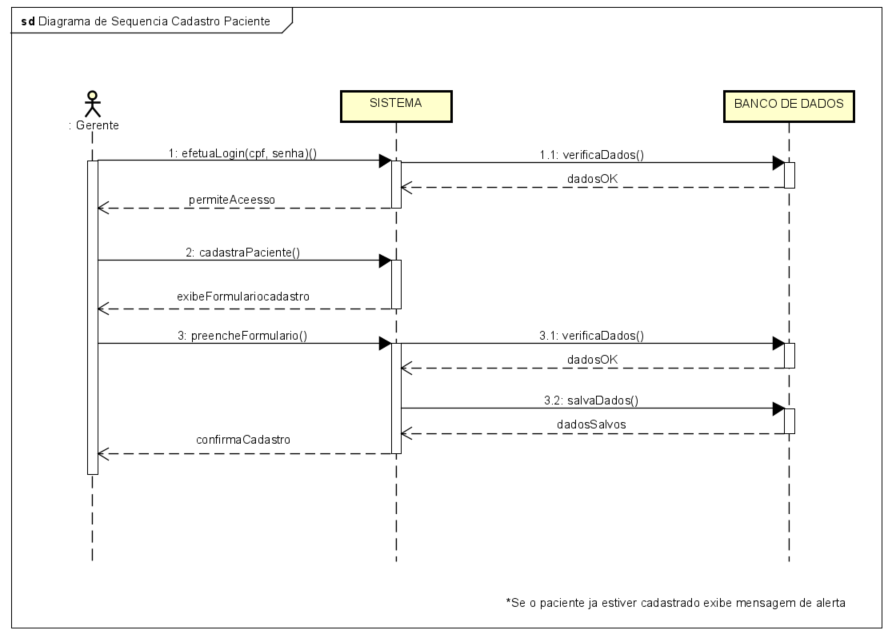 sd Diagrama de Sequencia Cadastro Paciente
SISTEMA
BANCO DE DADOS
: Gerente
1: efetuaLogin(cpf, senha)()
1.1: verificaDados()
dadosOK
permiteAceesso
2: cadastraPaciente()
exibeFormulariocadastro
3: preencheFormulario()
3.1: verificaDados()
dadosOK
3.2: salvaDados()
dadosSalvos
confirmaCadastro
*Se o paciente ja estiver cadastrado exibe mensagem de alerta